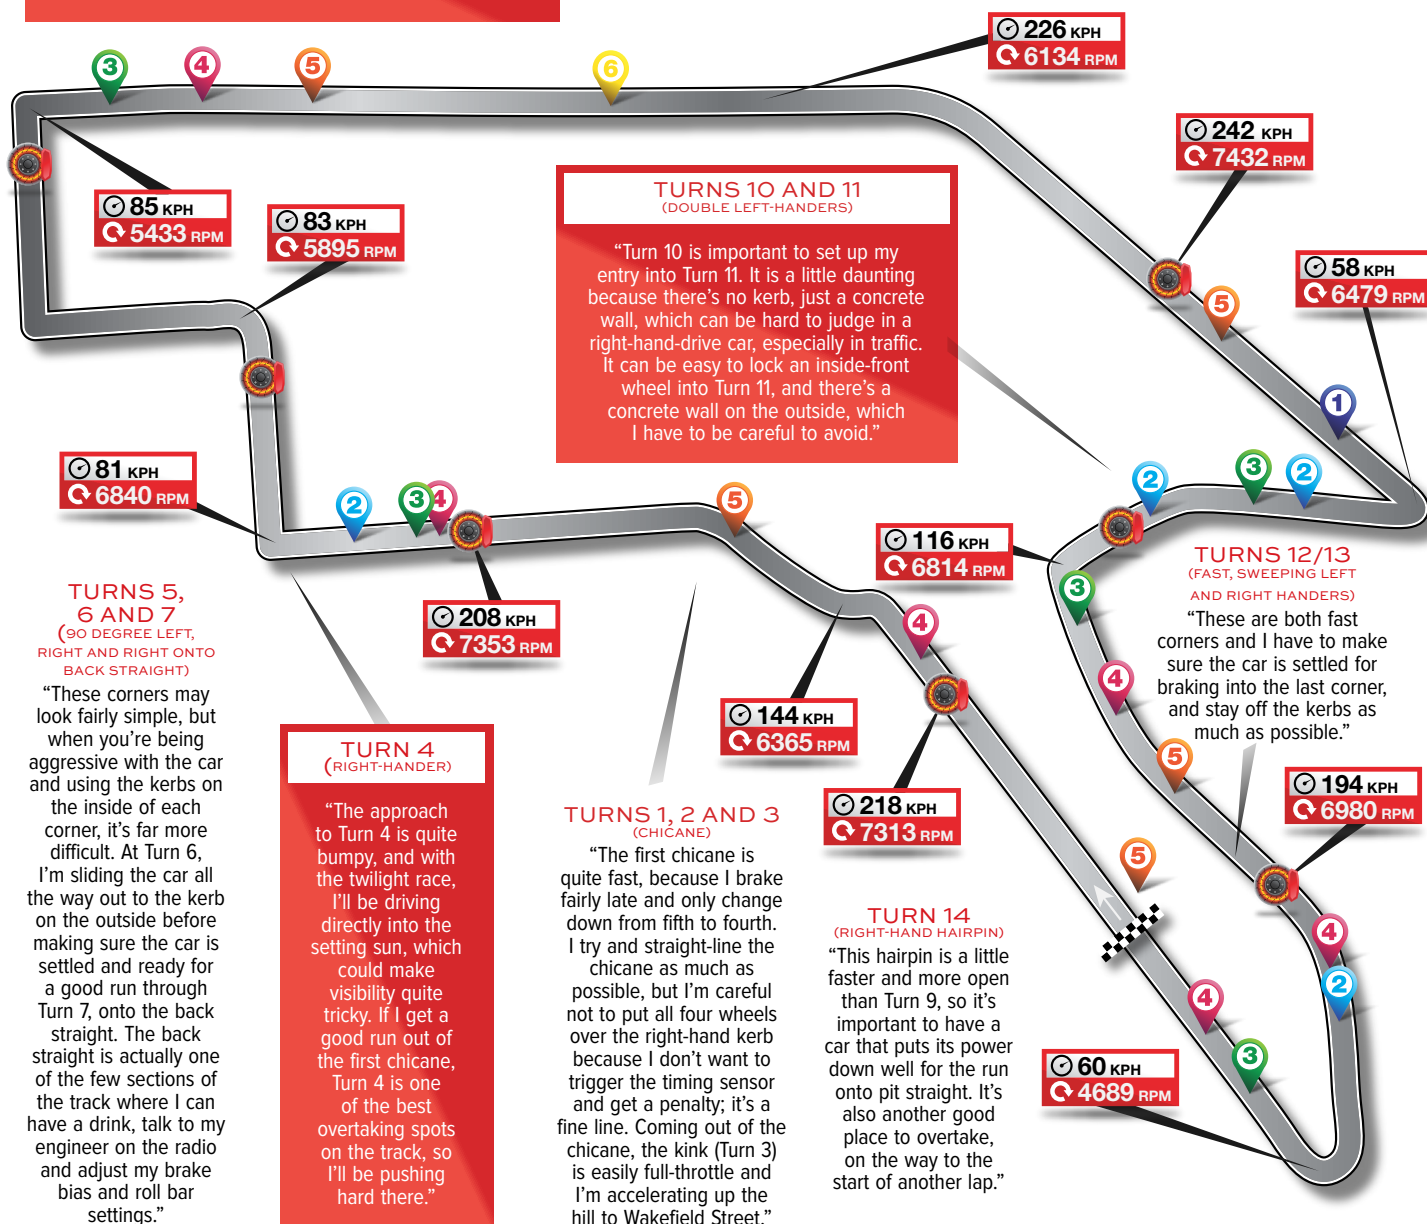 226 KPH
6134 RPM
3
4
5
6
242 KPH
7432 RPM
85 KPH
5433 RPM
83 KPH
5895 RPM
58 KPH
6479 RPM
5
1
TURNS 10 AND 11
(DOUBLE LEFT-HANDERS)
“Turn 10 is important to set up my
entry into Turn 11. It is a little daunting
because there’s no kerb, just a concrete
wall, which can be hard to judge in a
right-hand-drive car, especially in traffic.
It can be easy to lock an inside-front
wheel into Turn 11, and there’s a
concrete wall on the outside, which
I have to be careful to avoid.”
81 KPH
6840 RPM
2
3
4
5
2
3
2
116 KPH
6814 RPM
3
4
208 KPH
7353 RPM
TURNS 12/13
(FAST, SWEEPING LEFT
AND RIGHT HANDERS)
“These are both fast
corners and I have to make
sure the car is settled for
braking into the last corner,
and stay off the kerbs as
much as possible.”
4
5
144 KPH
6365 RPM
218 KPH
7313 RPM
194 KPH
6980 RPM
5
4
2
4
3
60 KPH
4689 RPM
TURNS 5,
6 AND 7
(90 DEGREE LEFT,
RIGHT AND RIGHT ONTO
BACK STRAIGHT)
“These corners may
look fairly simple, but
when you’re being
aggressive with the car
and using the kerbs on
the inside of each
corner, it’s far more
difficult. At Turn 6,
I’m sliding the car all
the way out to the kerb
on the outside before
making sure the car is
settled and ready for
a good run through
Turn 7, onto the back
straight. The back
straight is actually one
of the few sections of
the track where I can
have a drink, talk to my
engineer on the radio
and adjust my brake
bias and roll bar
settings.”
TURN 4
(RIGHT-HANDER)
“The approach
to Turn 4 is quite
bumpy, and with
the twilight race,
I’ll be driving
directly into the
setting sun, which
could make
visibility quite
tricky. If I get a
good run out of
the first chicane,
Turn 4 is one
of the best
overtaking spots
on the track, so
I’ll be pushing
hard there.”
TURNS 1, 2 AND 3
(CHICANE)
“The first chicane is
quite fast, because I brake
fairly late and only change
down from fifth to fourth.
I try and straight-line the
chicane as much as
possible, but I’m careful
not to put all four wheels
over the right-hand kerb
because I don’t want to
trigger the timing sensor
and get a penalty; it’s a
fine line. Coming out of the
chicane, the kink (Turn 3)
is easily full-throttle and
I’m accelerating up the
hill to Wakefield Street.”
TURN 14
(RIGHT-HAND HAIRPIN)
“This hairpin is a little
faster and more open
than Turn 9, so it’s
important to have a
car that puts its power
down well for the run
onto pit straight. It’s
also another good
place to overtake,
on the way to the
start of another lap.”